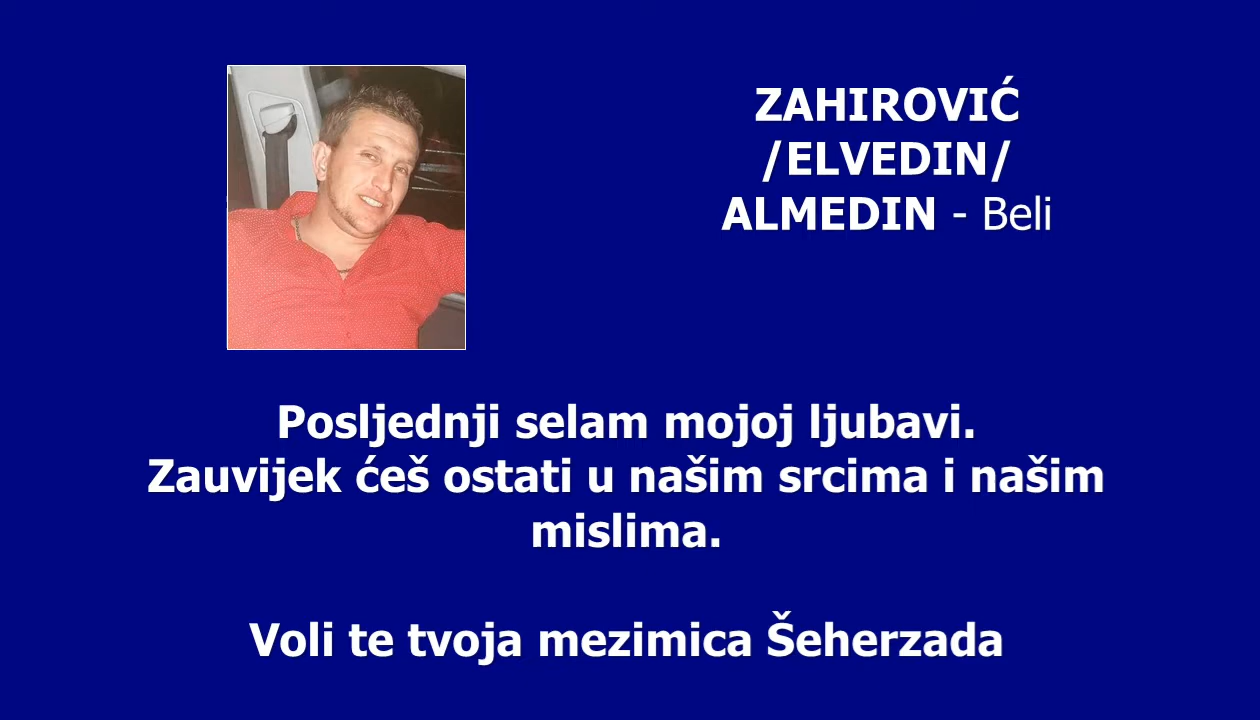 ZAHIROVIĆ
/ELVEDIN/
ALMEDIN - Beli
Posljednji selam mojoj ljubavi.
Zauvijek ćeš ostati u našim srcima i našim
mislima.
Voli te tvoja mezimica Šeherzada